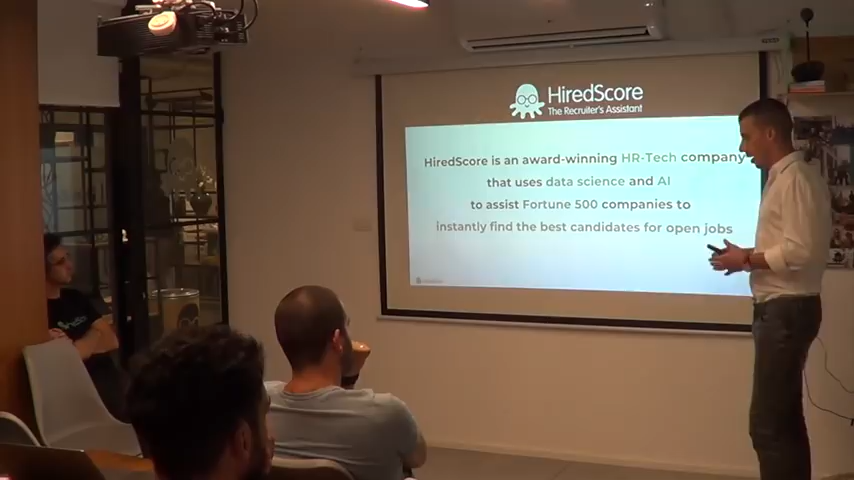 HiredScore
The Recruiter's Assistant
HiredScore is an award-winning HR-Tech company
that uses data science and AI
to assist Fortune 500 companies to
instantly find the best candidates for open jobs